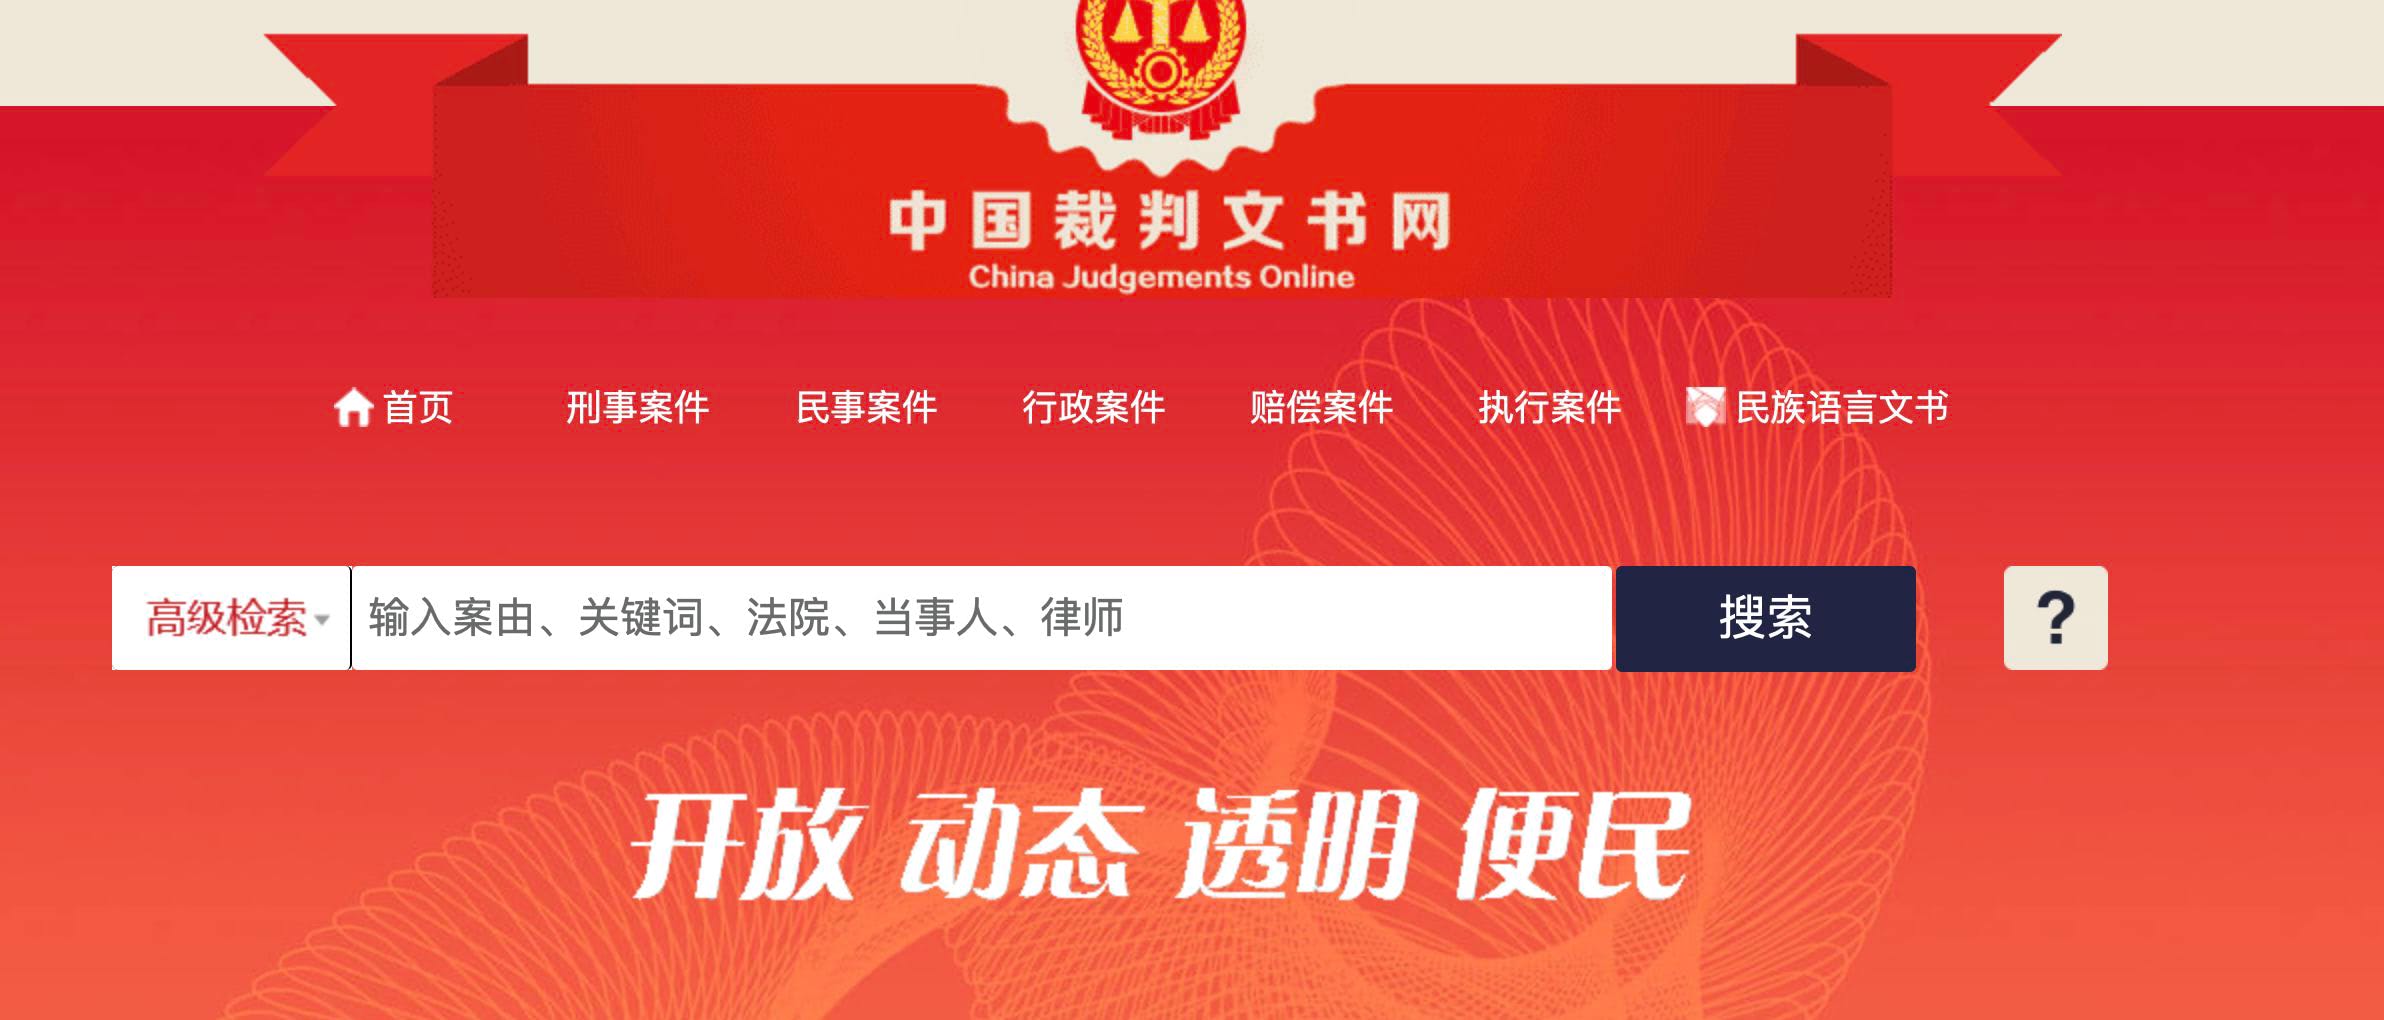 中国裁判文书网
China Judgements Online
首页 刑事案件 民事案件 行政案件 赔偿案件 执行案件 民族语言文书
高级检索 输入案由、关键词、法院、当事人、律师 搜索 ?
开放 动态 透明 便民